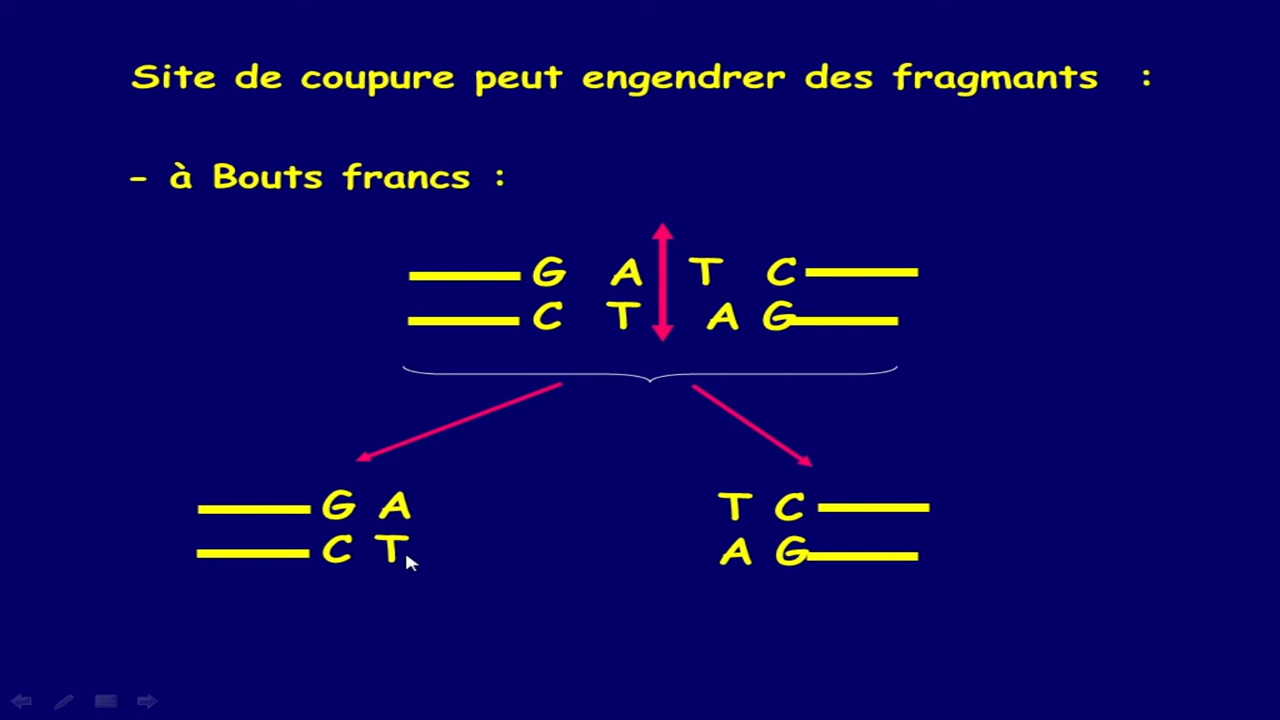 Site de coupure peut engendrer des fragmants :
- à Bouts francs :
G A T C
C T A G
G A T C
C T A G